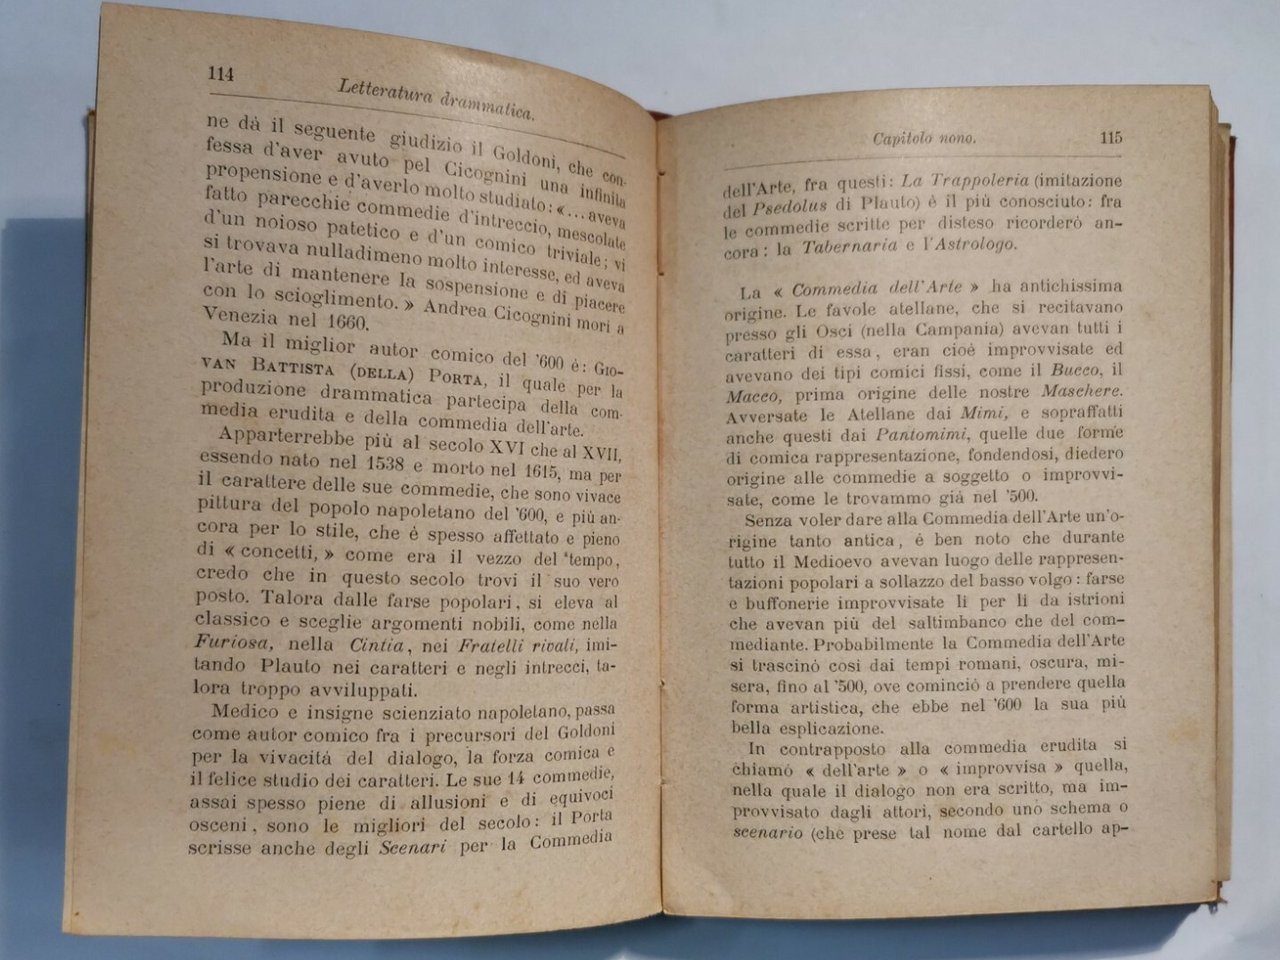 114
Letteratura drammatica.
ne dà il seguente giudizio il Goldoni, che con-
fessa d'aver avuto pel Cicognini una infinita
propensione e d'averlo molto studiato: «... aveva
fatto parecchie commedie d'intreccio, mescolate
d'un noioso patetico e d'un comico triviale; vi
si trovava nulladimeno molto interesse, ed aveva
l'arte di mantenere la sospensione e di piacere
con lo scioglimento. » Andrea Cicognini morì a
Venezia nel 1660.
Ma il miglior autor comico del '600 è: Gio-
VAN BATTISTA (DELLA) PORTA, il quale per la
produzione drammatica partecipa della com-
media erudita e della commedia dell'arte.
Apparterrebbe più al secolo XVI che al XVII,
essendo nato nel 1538 e morto nel 1615, ma per
il carattere delle sue commedie, che sono vivace
pittura del popolo napoletano del '600, e più an-
cora per lo stile, che è spesso affettato e pieno
di « concetti, » come era il vezzo del tempo,
credo che in questo secolo trovi il suo vero
posto. Talora dalle farse popolari, si eleva al
classico e sceglie argomenti nobili, come nella
Furiosa, nella Cintia, nei Fratelli rivali, imi-
tando Plauto nei caratteri e negli intrecci, ta-
lora troppo avviluppati.
Medico e insigne scienziato napoletano, passa
come autor comico fra i precursori del Goldoni
per la vivacità del dialogo, la forza comica e
il felice studio dei caratteri. Le sue 14 commedie,
assai spesso piene di allusioni e di equivoci
osceni, sono le migliori del secolo: il Porta
scrisse anche degli Scenari per la Commedia
Capitolo nono.
115
dell'Arte, fra questi: La Trappoleria (imitazione
del Psedolus di Plauto) è il più conosciuto: fra
le commedie scritte per disteso ricorderò an-
cora: la Tabernaria e l'Astrologo.
La « Commedia dell'Arte » ha antichissima
origine. Le favole atellane, che si recitavano
presso gli Osci (nella Campania) avevan tutti i
caratteri di essa, eran cioè improvvisate ed
avevano dei tipi comici fissi, come il Bucco, il
Macco, prima origine delle nostre Maschere.
Avversate le Atellane dai Mimi, e sopraffatti
anche questi dai Pantomimi, quelle due forme
di comica rappresentazione, fondendosi, diedero
origine alle commedie a soggetto o improvvi-
sate, come le trovammo già nel '500.
Senza voler dare alla Commedia dell'Arte un'o-
rigine tanto antica, è ben noto che durante
tutto il Medioevo avevan luogo delle rappresen-
tazioni popolari a sollazzo del basso volgo: farse
e buffonerie improvvisate lì per lì da istrioni
che avevan più del saltimbanco che del com-
mediante. Probabilmente la Commedia dell'Arte
si trascinò così dai tempi romani, oscura, mi-
sera, fino al '500, ove cominciò a prendere quella
forma artistica, che ebbe nel '600 la sua più
bella esplicazione.
In contrapposto alla commedia erudita si
chiamò « dell'arte » o « improvvisa » quella,
nella quale il dialogo non era scritto, ma im-
provvisato dagli attori, secondo uno schema o
scenario (che prese tal nome dal cartello ap-